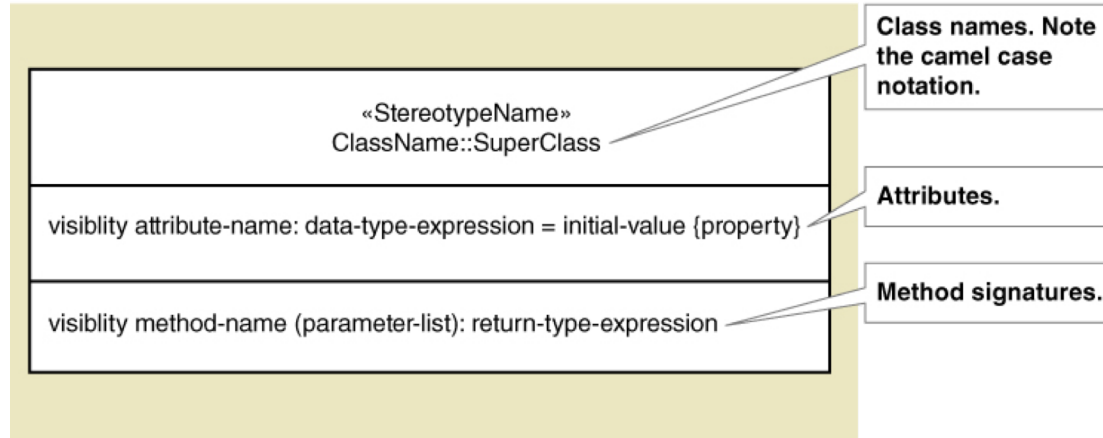 Class names. Note
the camel case
notation.
«StereotypeName»
ClassName::SuperClass
Attributes.
visiblity attribute-name: data-type-expression = initial-value {property}
Method signatures.
visiblity method-name (parameter-list): return-type-expression